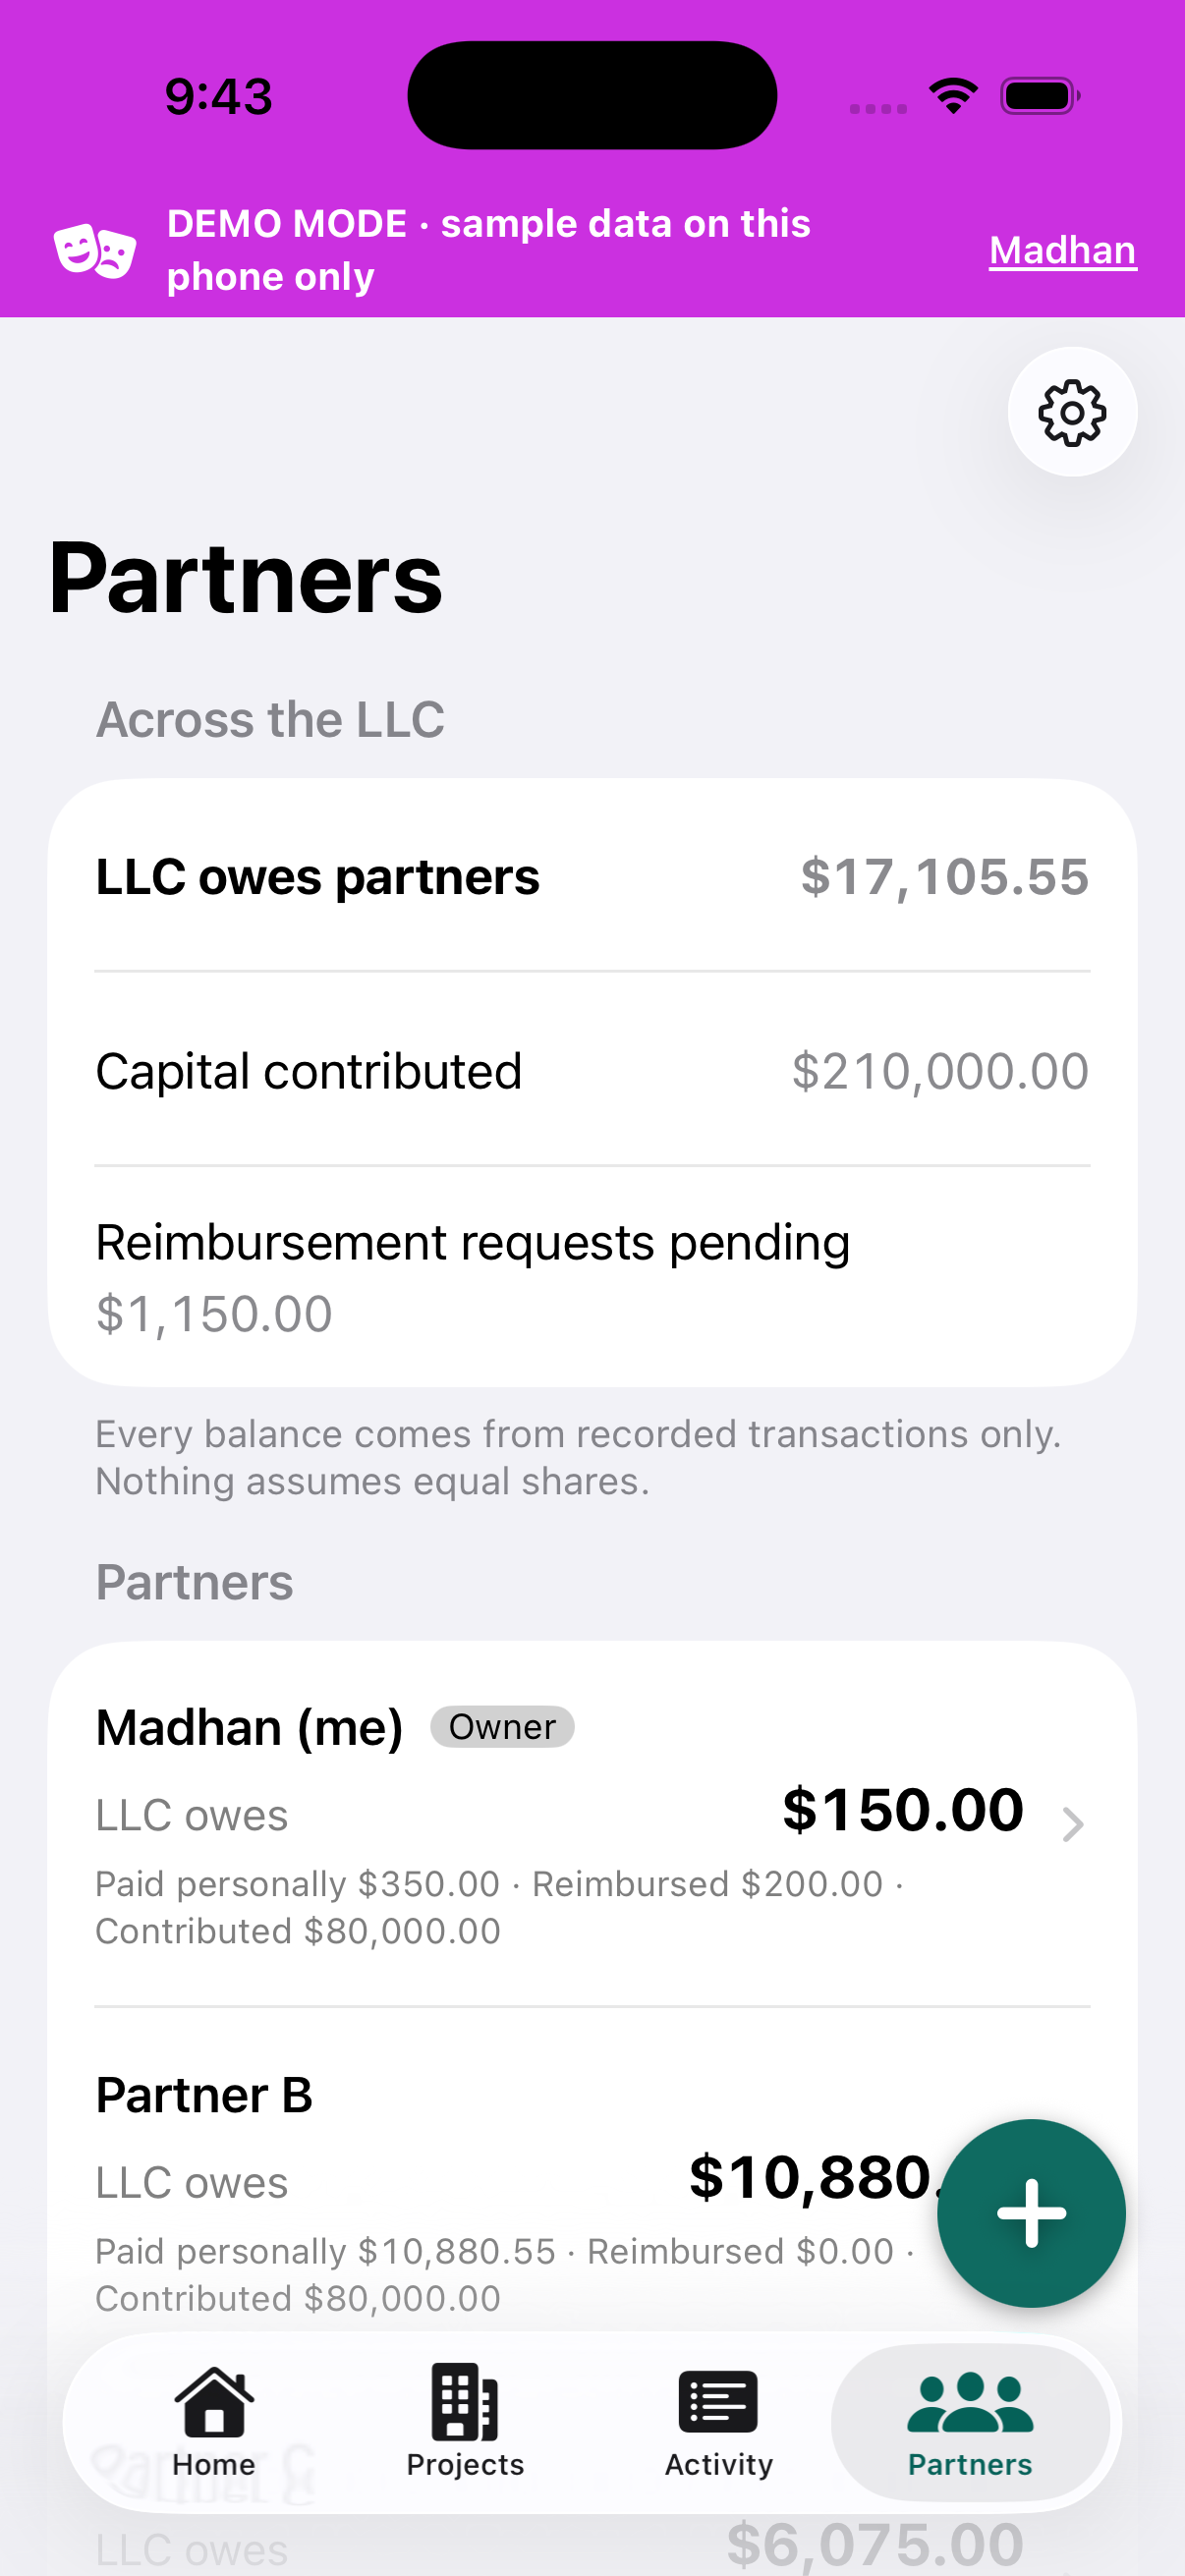 9:43
DEMO MODE · sample data on this
phone only
Madhan
Partners
Across the LLC
LLC owes partners $17,105.55
Capital contributed $210,000.00
Reimbursement requests pending
$1,150.00
Every balance comes from recorded transactions only.
Nothing assumes equal shares.
Partners
Madhan (me) Owner
LLC owes $150.00
Paid personally $350.00 · Reimbursed $200.00 ·
Contributed $80,000.00
Partner B
LLC owes $10,880.
Paid personally $10,880.55 · Reimbursed $0.00 ·
Contributed $80,000.00
Home Projects Activity Partners
LLC owes $6,075.00